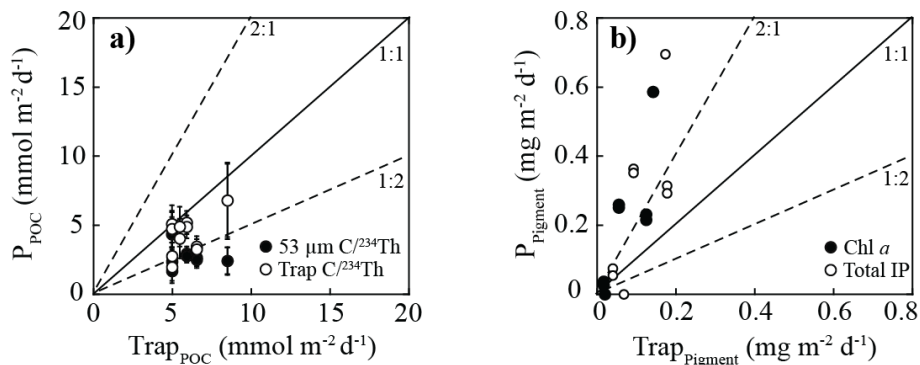 a)
20
15
10
5
0
0
5
10
15
20
P_POC (mmol m⁻² d⁻¹)
Trap_POC (mmol m⁻² d⁻¹)
2:1
1:1
1:2
53 μm C/²³⁴Th
Trap C/²³⁴Th
b)
0.8
0.6
0.4
0.2
0
0
0.2
0.4
0.6
0.8
P_Pigment (mg m⁻² d⁻¹)
Trap_Pigment (mg m⁻² d⁻¹)
2:1
1:1
1:2
Chl a
Total IP